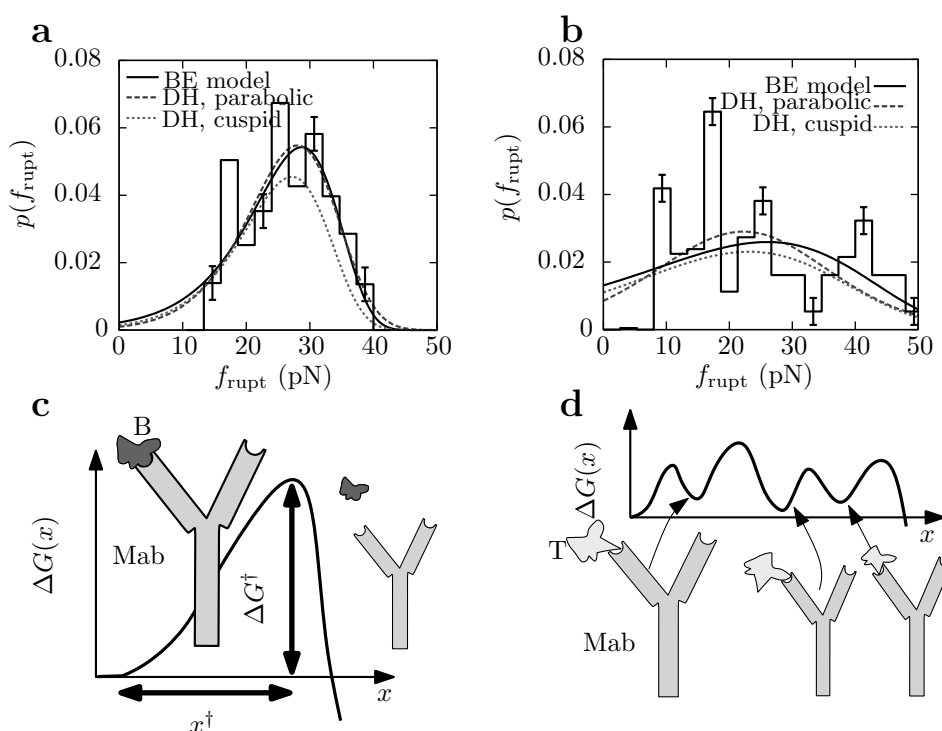 a
0.08
0.06
0.04
0.02
0
p(f_rupt)
BE model
DH, parabolic
DH, cuspid
0 10 20 30 40 50
f_rupt (pN)
b
0.08
0.06
0.04
0.02
0
p(f_rupt)
BE model
DH, parabolic
DH, cuspid
0 10 20 30 40 50
f_rupt (pN)
c
B
Mab
ΔG(x)
ΔG†
x
x†
d
ΔG(x)
x
T
Mab